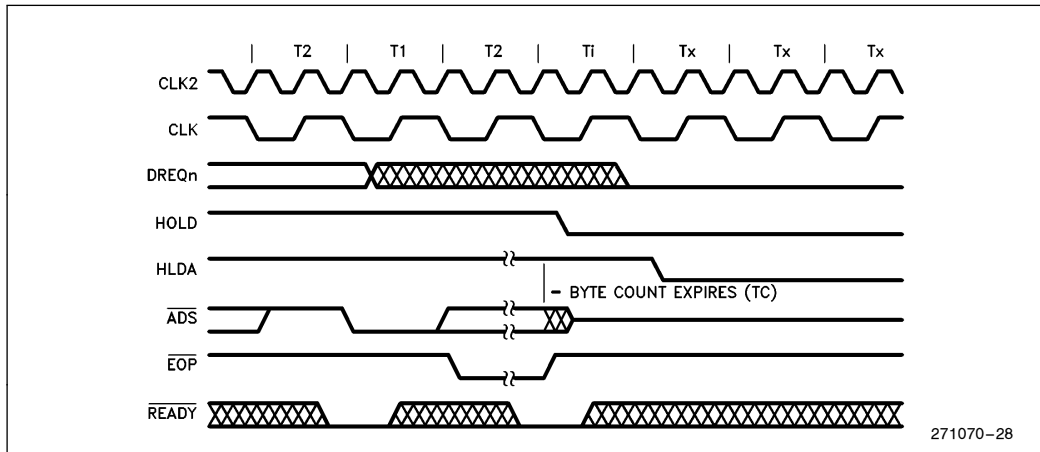 | T2 | T1 | T2 | Ti | Tx | Tx | Tx
CLK2
CLK
DREQn
HOLD
HLDA
- BYTE COUNT EXPIRES (TC)
ADS
EOP
READY
271070-28